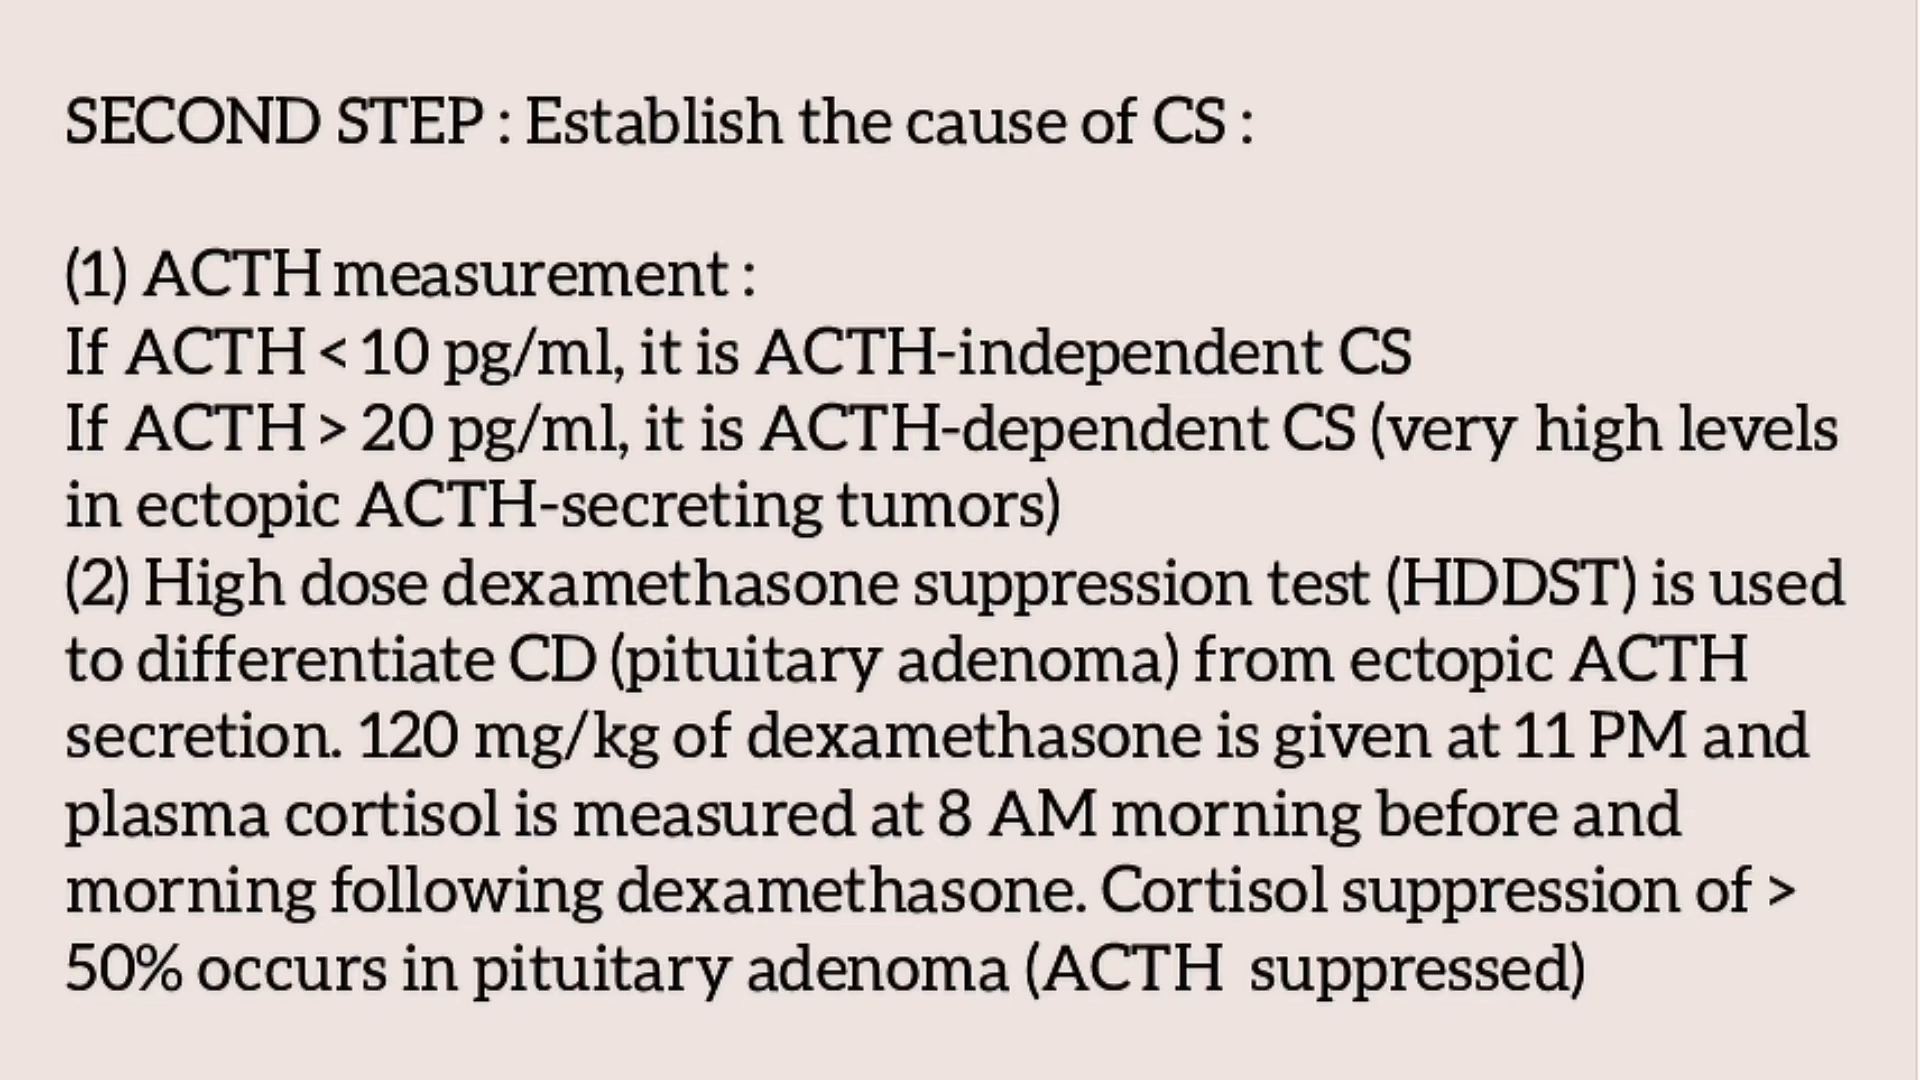 SECOND STEP : Establish the cause of CS :
(1) ACTH measurement :
If ACTH < 10 pg/ml, it is ACTH-independent CS
If ACTH > 20 pg/ml, it is ACTH-dependent CS (very high levels
in ectopic ACTH-secreting tumors)
(2) High dose dexamethasone suppression test (HDDST) is used
to differentiate CD (pituitary adenoma) from ectopic ACTH
secretion. 120 mg/kg of dexamethasone is given at 11 PM and
plasma cortisol is measured at 8 AM morning before and
morning following dexamethasone. Cortisol suppression of >
50% occurs in pituitary adenoma (ACTH suppressed)